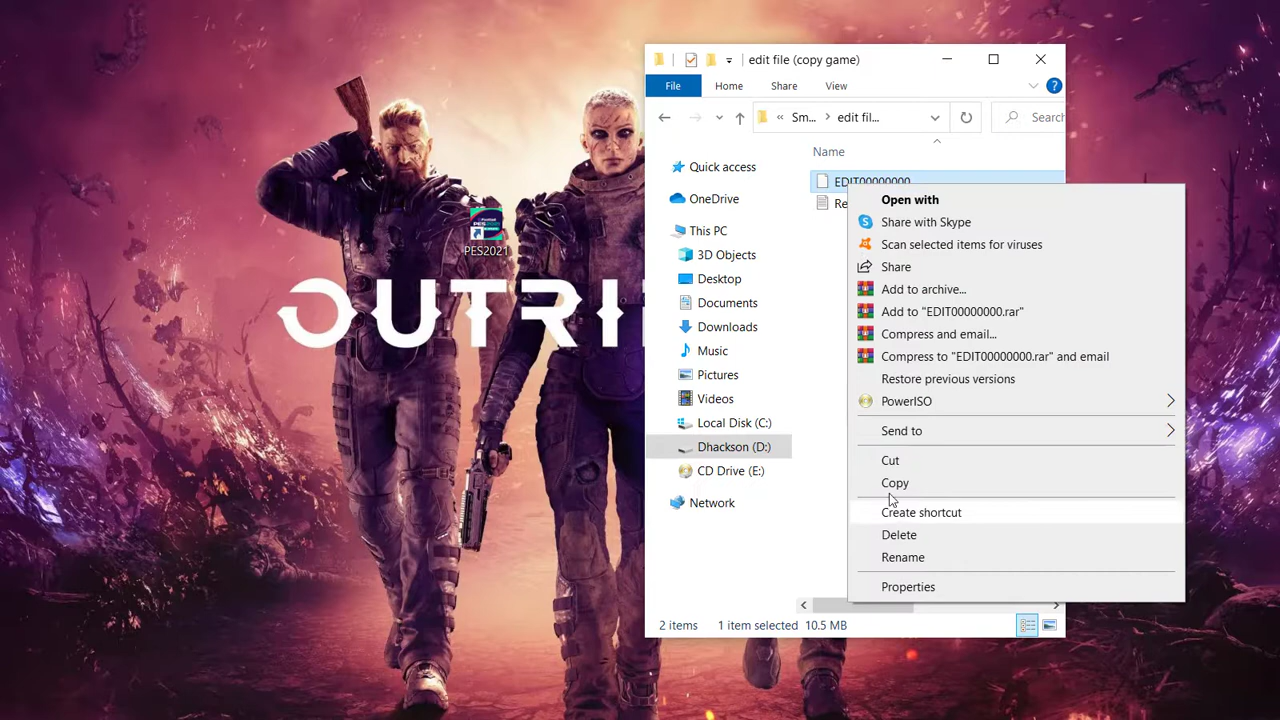 edit file (copy game)
File
Home
Share
View
?
« Sm... > edit fil...
Search
Name
Quick access
OneDrive
This PC
3D Objects
Desktop
Documents
Downloads
Music
Pictures
Videos
Local Disk (C:)
Dhackson (D:)
CD Drive (E:)
Network
EDIT00000000
Re
Open with
Share with Skype
Scan selected items for viruses
Share
Add to archive...
Add to "EDIT00000000.rar"
Compress and email...
Compress to "EDIT00000000.rar" and email
Restore previous versions
PowerISO
Send to
Cut
Copy
Create shortcut
Delete
Rename
Properties
2 items
1 item selected 10.5 MB
PES2021
OUTRI